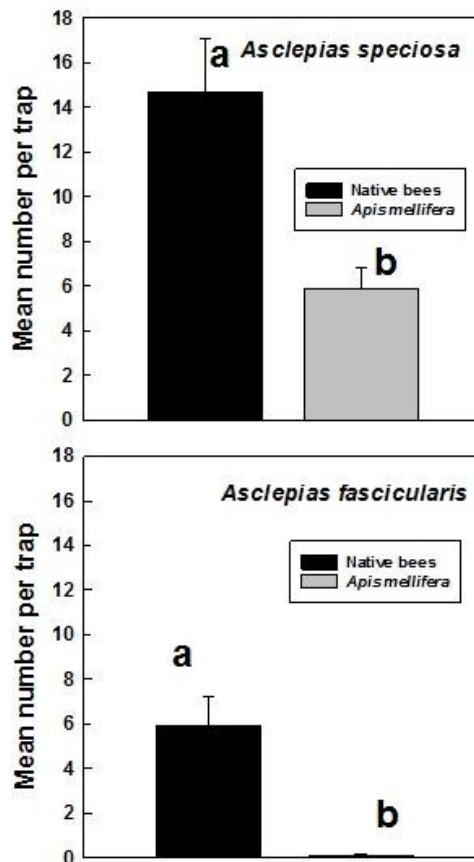 18
a
Asclepias speciosa
16
14
12
Native bees
Apis mellifera
10
8
b
6
4
2
0
Mean number per trap
18
Asclepias fascicularis
16
14
Native bees
Apis mellifera
12
10
a
8
6
4
b
2
0
Mean number per trap